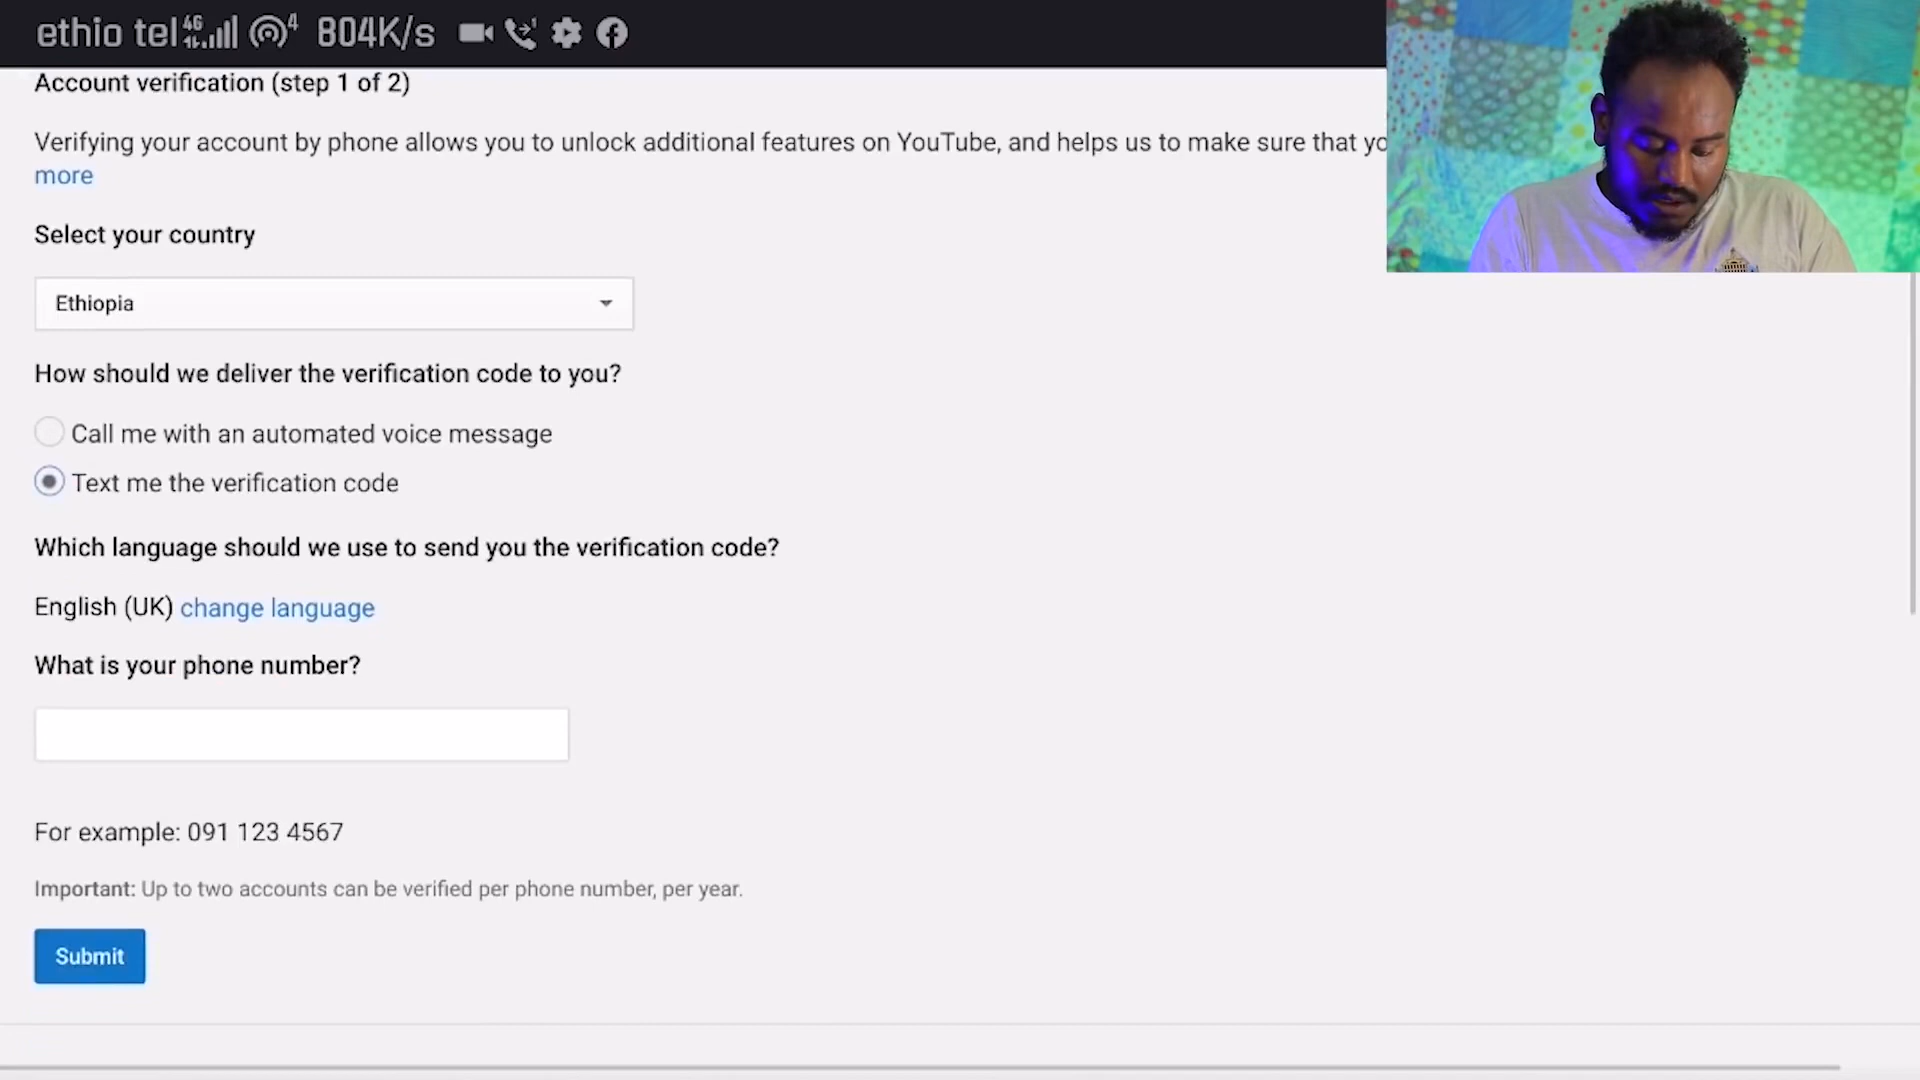 ethio tel 4G 4 804K/s
Account verification (step 1 of 2)
Verifying your account by phone allows you to unlock additional features on YouTube, and helps us to make sure that yo
more
Select your country
Ethiopia
How should we deliver the verification code to you?
Call me with an automated voice message
Text me the verification code
Which language should we use to send you the verification code?
English (UK) change language
What is your phone number?
For example: 091 123 4567
Important: Up to two accounts can be verified per phone number, per year.
Submit